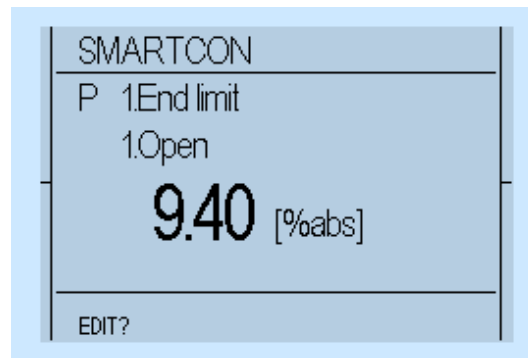 SMARTCON
P 1.End limit
1.Open
9.40 [%abs]
EDIT?